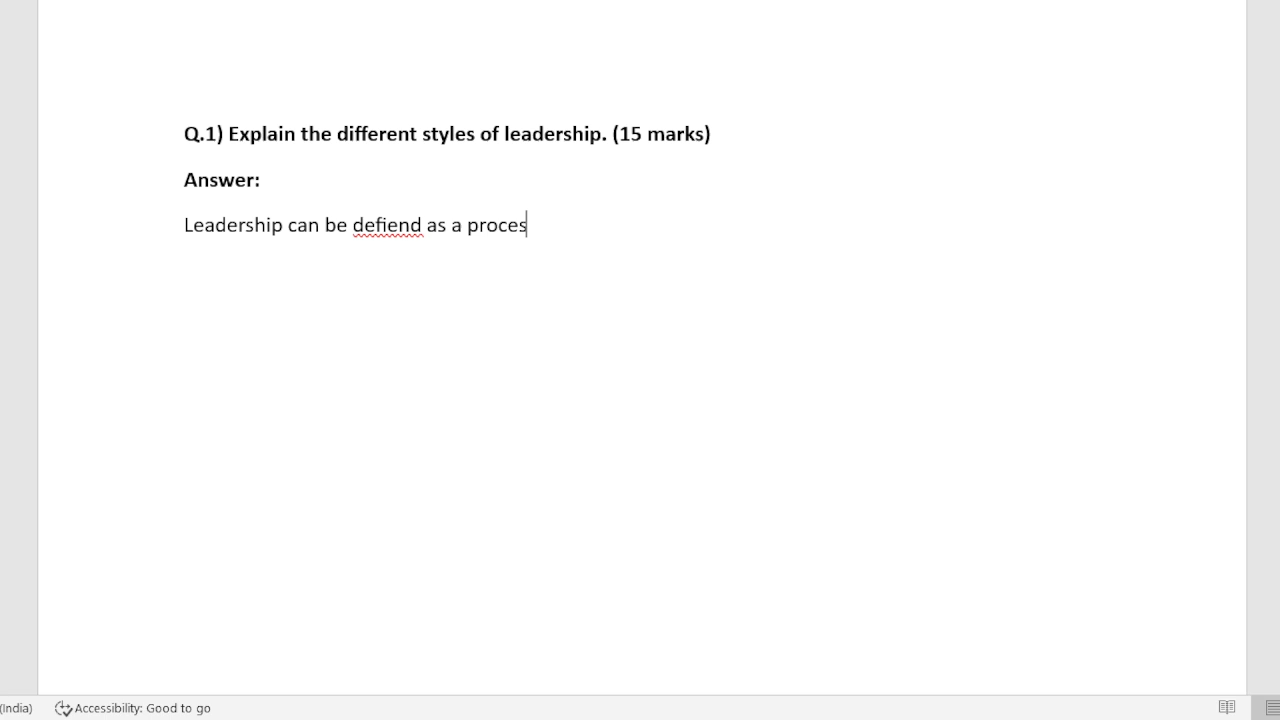 Q.1) Explain the different styles of leadership. (15 marks)
Answer:
Leadership can be defiend as a proces
(India) Accessibility: Good to go